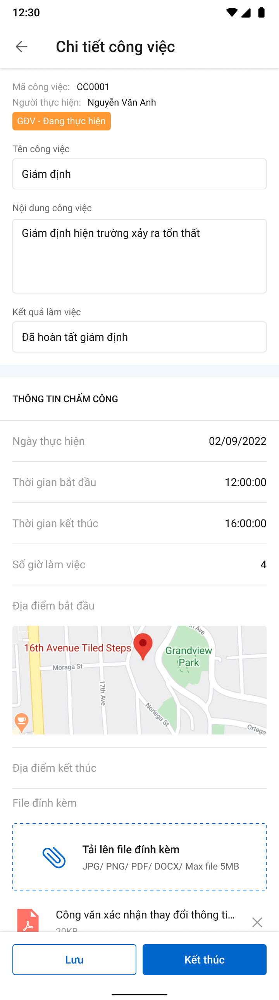 12:30
Chi tiết công việc
Mã công việc: CC0001
Người thực hiện: Nguyễn Văn Anh
GĐV - Đang thực hiện
Tên công việc
Giám định
Nội dung công việc
Giám định hiện trường xảy ra tổn thất
Kết quả làm việc
Đã hoàn tất giám định
THÔNG TIN CHẤM CÔNG
Ngày thực hiện 02/09/2022
Thời gian bắt đầu 12:00:00
Thời gian kết thúc 16:00:00
Số giờ làm việc 4
Địa điểm bắt đầu
Ave
16th Avenue Tiled Steps
Grandview
Park
Moraga St
17th Ave
Noriega St
Ortega
Địa điểm kết thúc
File đính kèm
Tải lên file đính kèm
JPG/ PNG/ PDF/ DOCX/ Max file 5MB
Công văn xác nhận thay đổi thông ti...
20KB
Lưu
Kết thúc